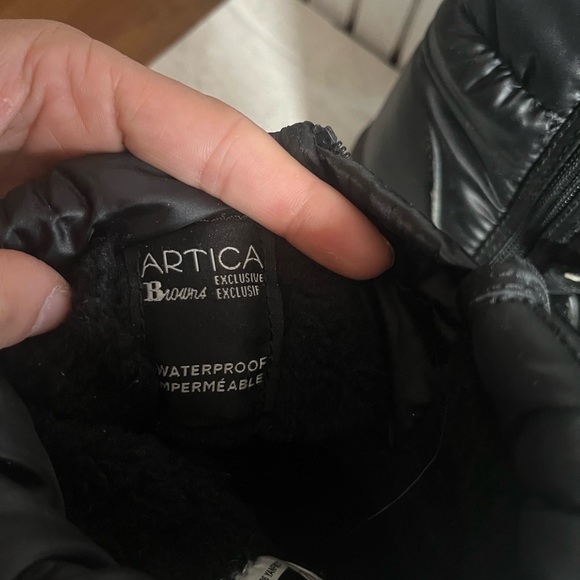 ARTICA
EXCLUSIVE
Browns EXCLUSIF
WATERPROOF
IMPERMÉABLE